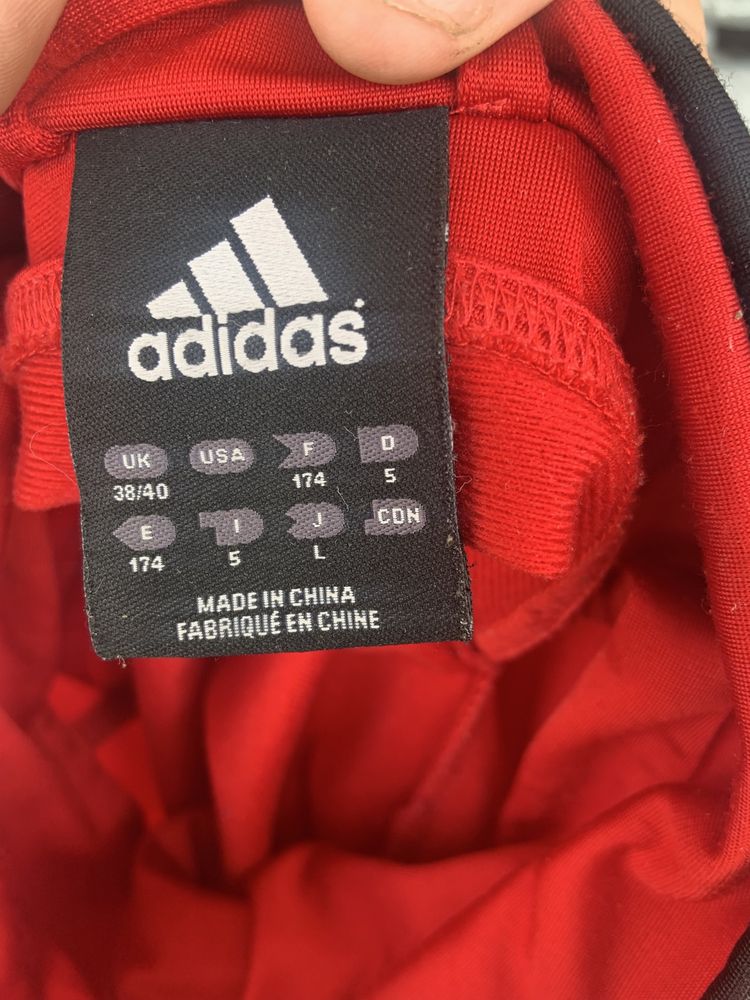 adidas
UK USA F D
38/40 174 5
E I J CDN
174 5 L
MADE IN CHINA
FABRIQUÉ EN CHINE